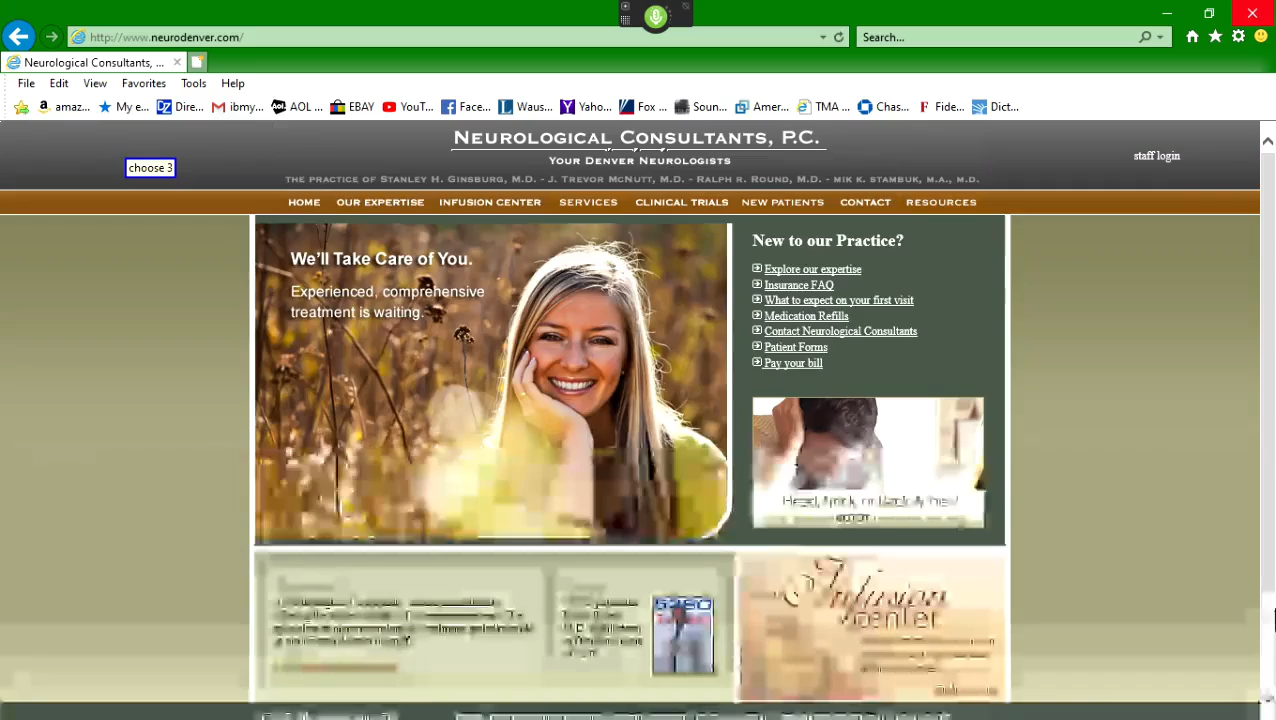 http://www.neurodenver.com/
Search...
Neurological Consultants, ...
File Edit View Favorites Tools Help
amaz... My e... Dire... ibmy... AOL ... EBAY YouT... Face... Waus... Yaho... Fox ... Soun... Amer... TMA ... Chas... Fide... Dict...
NEUROLOGICAL CONSULTANTS, P.C.
YOUR DENVER NEUROLOGISTS
staff login
choose 3
THE PRACTICE OF STANLEY H. GINSBURG, M.D. - J. TREVOR MCNUTT, M.D. - RALPH R. ROUND, M.D. - MIK K. STAMBUK, M.A., M.D.
HOME OUR EXPERTISE INFUSION CENTER SERVICES CLINICAL TRIALS NEW PATIENTS CONTACT RESOURCES
We'll Take Care of You.
Experienced, comprehensive
treatment is waiting.
New to our Practice?
Explore our expertise
Insurance FAQ
What to expect on your first visit
Medication Refills
Contact Neurological Consultants
Patient Forms
Pay your bill
Infusion
center